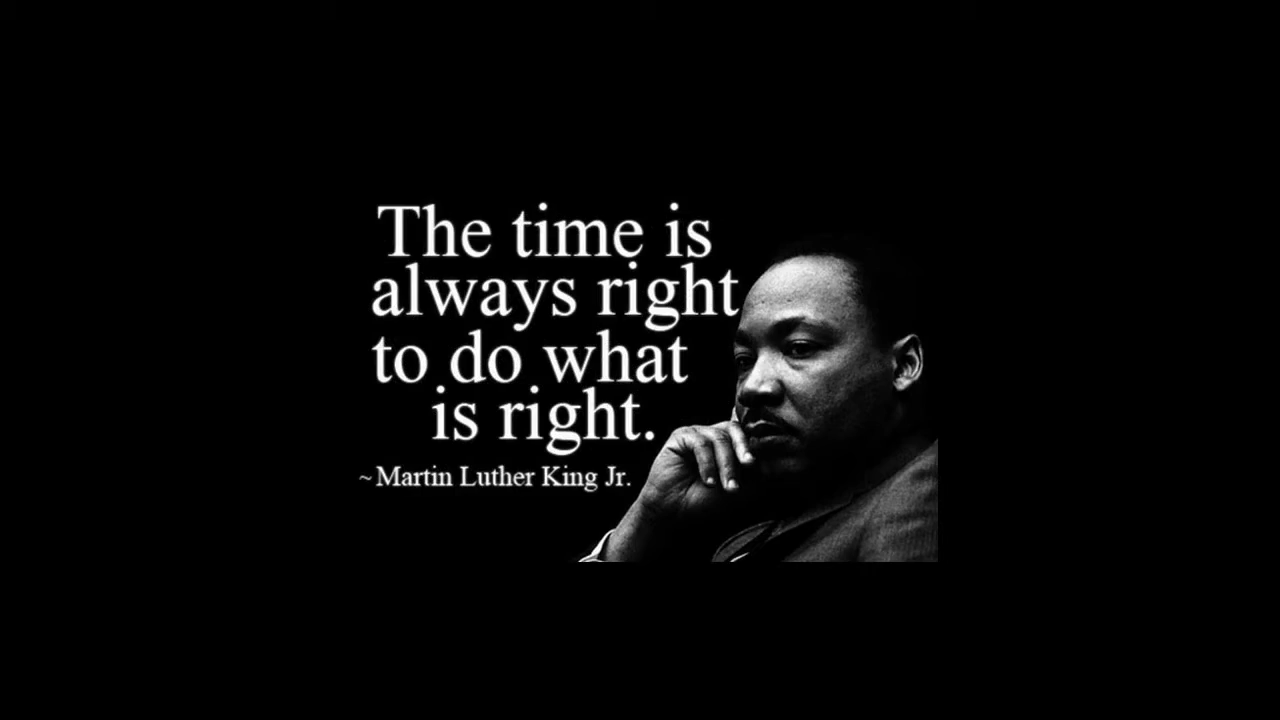 The time is
always right
to do what
is right.
~Martin Luther King Jr.